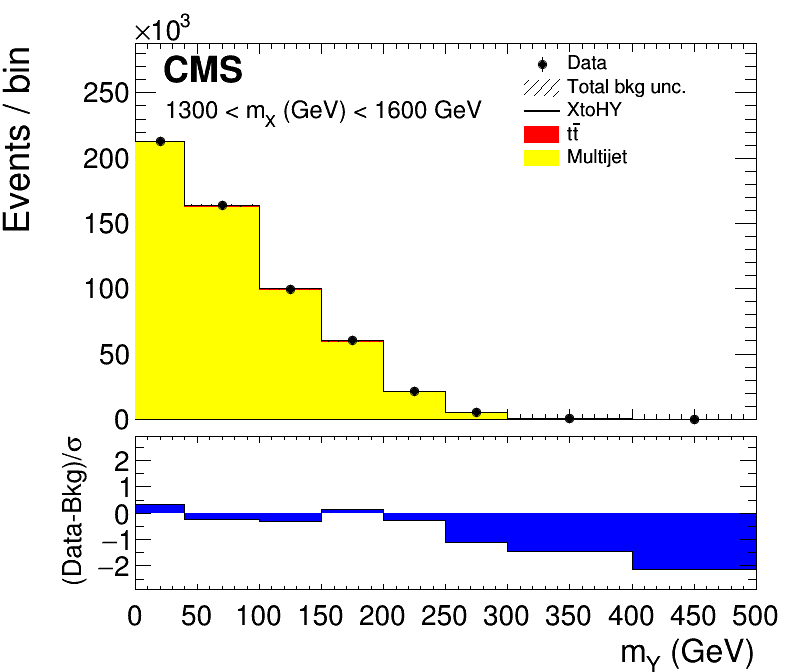 ×10³
Events / bin
CMS
1300 < m_X (GeV) < 1600 GeV
Data
Total bkg unc.
XtoHY
tt̅
Multijet
250
200
150
100
50
0
(Data-Bkg)/σ
2
1
0
−1
−2
0 50 100 150 200 250 300 350 400 450 500
m_Y (GeV)